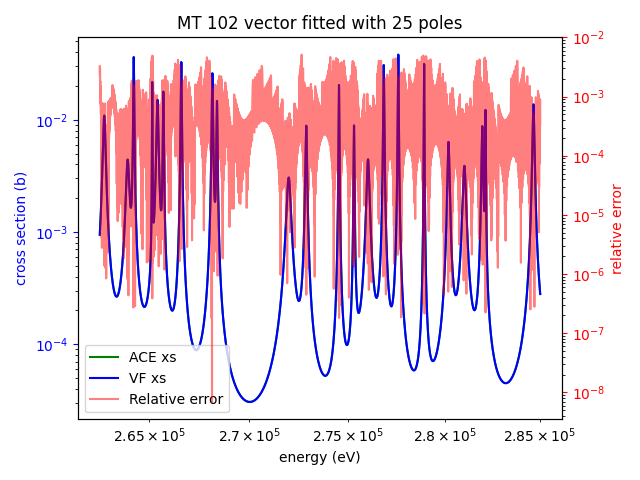 MT 102 vector fitted with 25 poles
cross section (b)
10⁻²
10⁻³
10⁻⁴
10⁻²
10⁻³
10⁻⁴
10⁻⁵
10⁻⁶
10⁻⁷
10⁻⁸
relative error
ACE xs
VF xs
Relative error
2.65 × 10⁵ 2.7 × 10⁵ 2.75 × 10⁵ 2.8 × 10⁵ 2.85 × 10⁵
energy (eV)